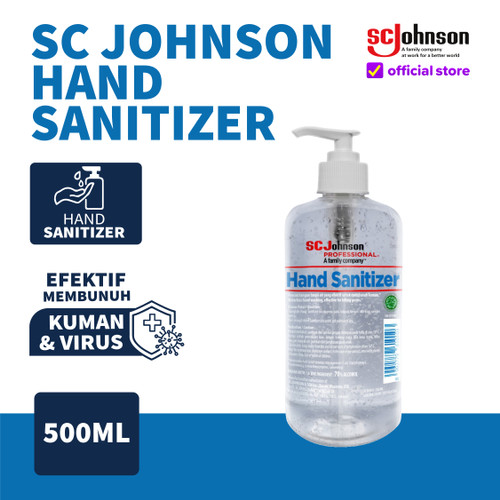 SC JOHNSON
HAND
SANITIZER
SCJohnson
A family company
at work for a better world
official store
HAND
SANITIZER
EFEKTIF
MEMBUNUH
KUMAN
& VIRUS
500ML
SCJohnson
PROFESSIONAL
A family company
Hand Sanitizer